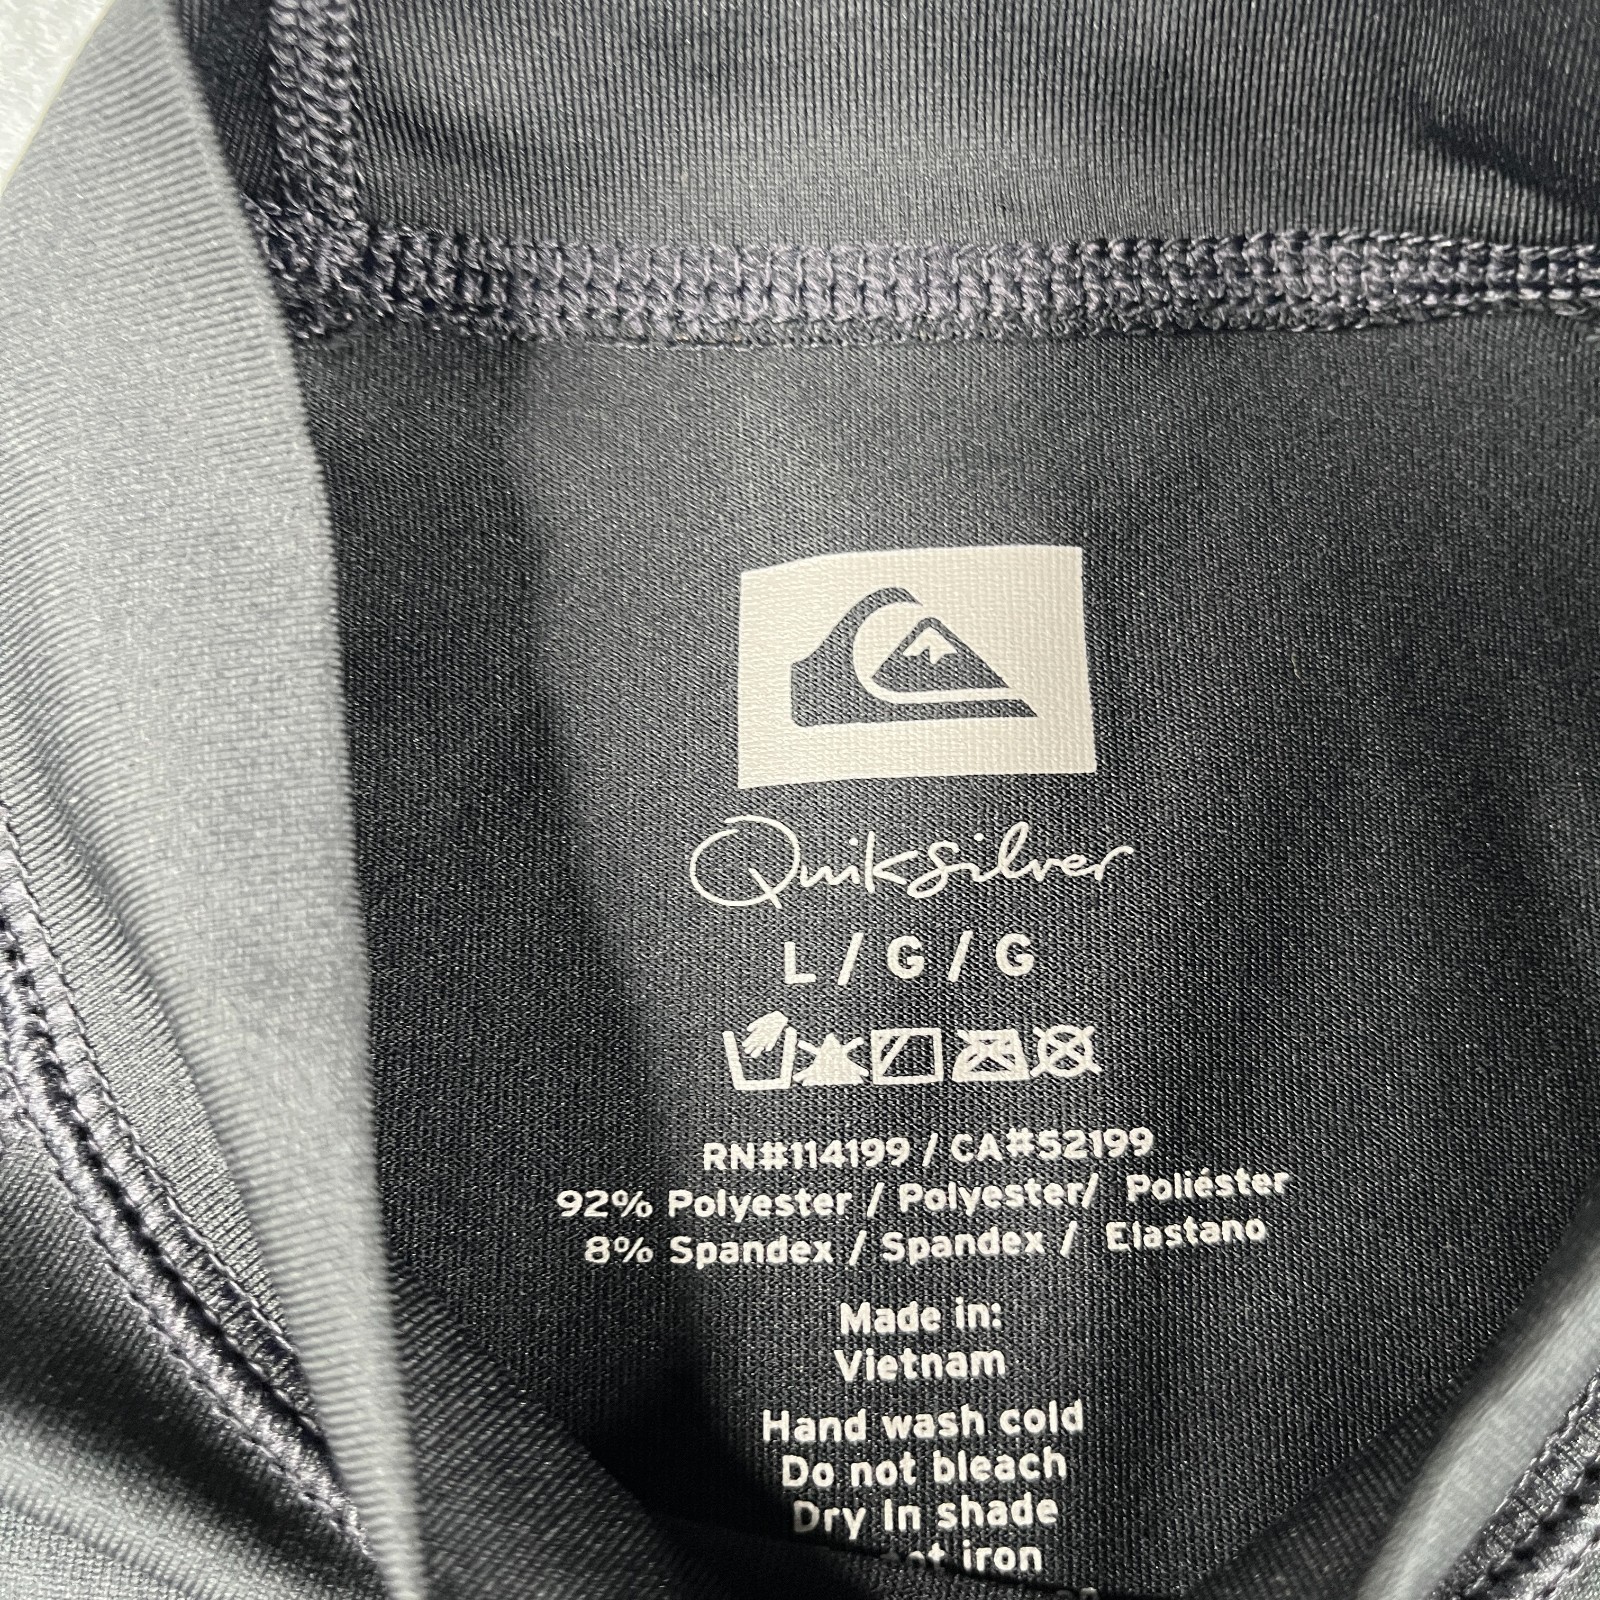 Quiksilver
L / G / G
RN#114199 / CA#52199
92% Polyester / Polyester/ Poliéster
8% Spandex / Spandex / Elastano
Made in:
Vietnam
Hand wash cold
Do not bleach
Dry In shade
iron